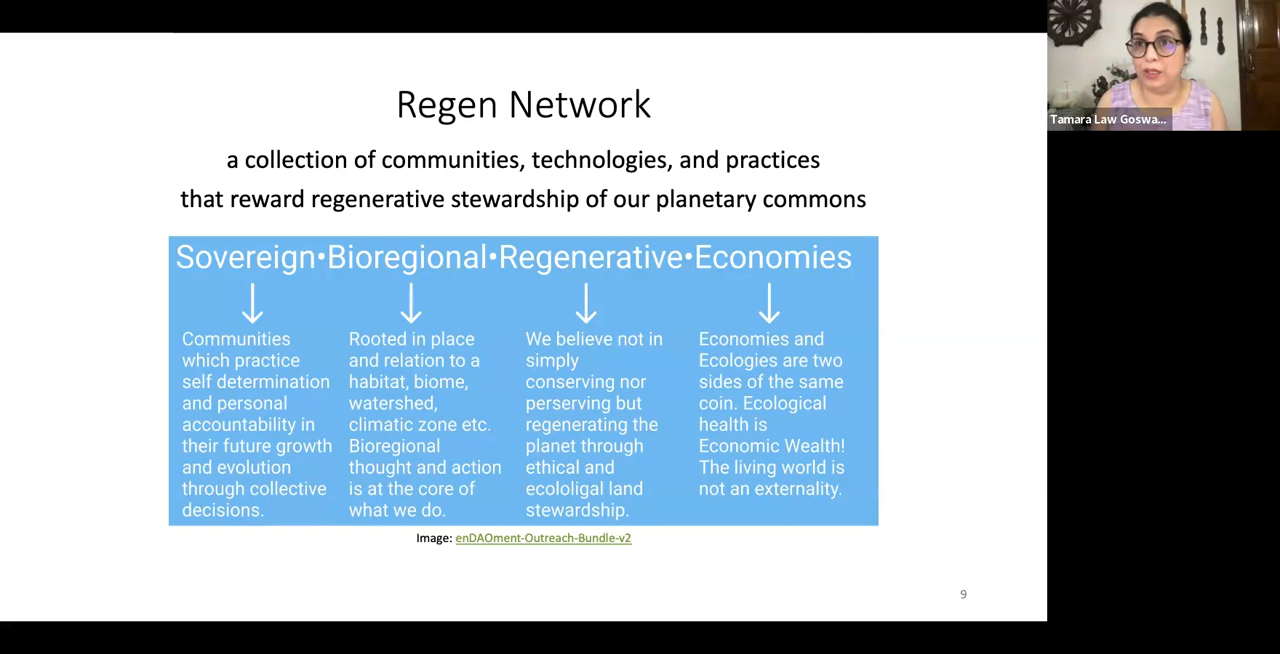 Regen Network
a collection of communities, technologies, and practices
that reward regenerative stewardship of our planetary commons
Sovereign•Bioregional•Regenerative•Economies
Communities
which practice
self determination
and personal
accountability in
their future growth
and evolution
through collective
decisions.
Rooted in place
and relation to a
habitat, biome,
watershed,
climatic zone etc.
Bioregional
thought and action
is at the core of
what we do.
We believe not in
simply
conserving nor
perserving but
regenerating the
planet through
ethical and
ecololigal land
stewardship.
Economies and
Ecologies are two
sides of the same
coin. Ecological
health is
Economic Wealth!
The living world is
not an externality.
Image: enDAOment-Outreach-Bundle-v2
9
Tamara Law Goswa...